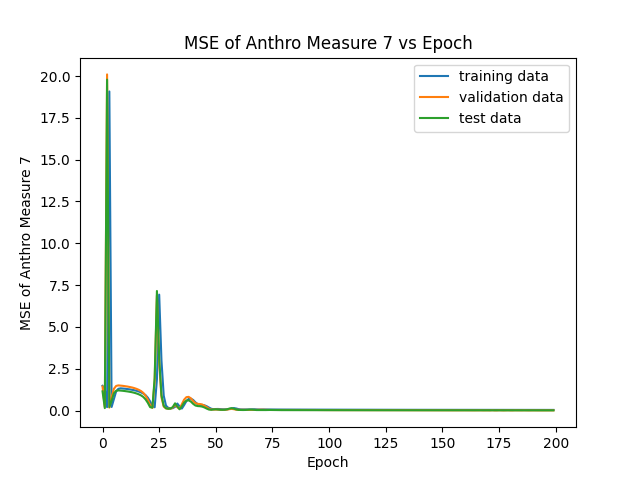 MSE of Anthro Measure 7 vs Epoch
training data
validation data
test data
MSE of Anthro Measure 7
20.0
17.5
15.0
12.5
10.0
7.5
5.0
2.5
0.0
0 25 50 75 100 125 150 175 200
Epoch